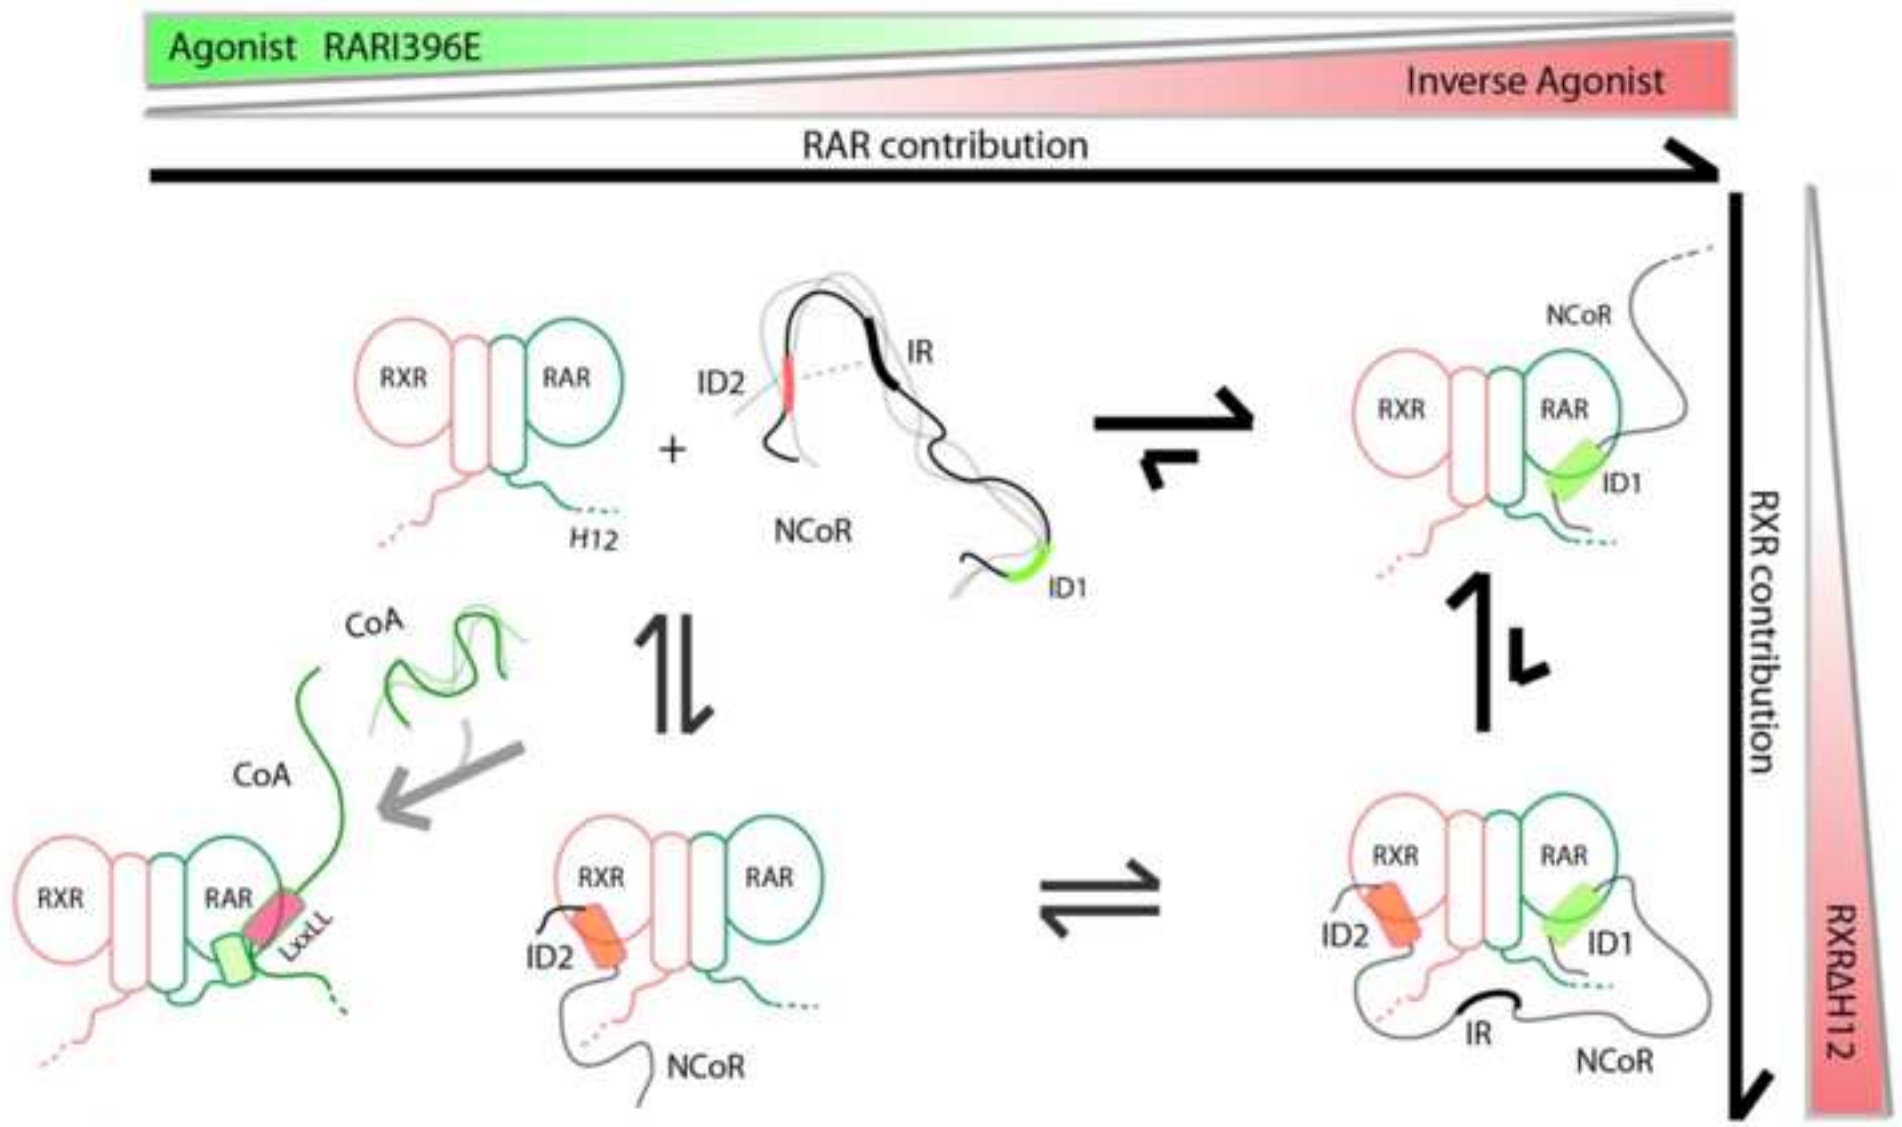 Agonist RARI396E
Inverse Agonist
RAR contribution
RXR contribution
RXRΔH12
RXR
RAR
H12
+
ID2
IR
NCoR
ID1
NCoR
RXR
RAR
ID1
CoA
CoA
RXR
RAR
LxxLL
RXR
RAR
ID2
NCoR
RXR
RAR
ID2
ID1
IR
NCoR